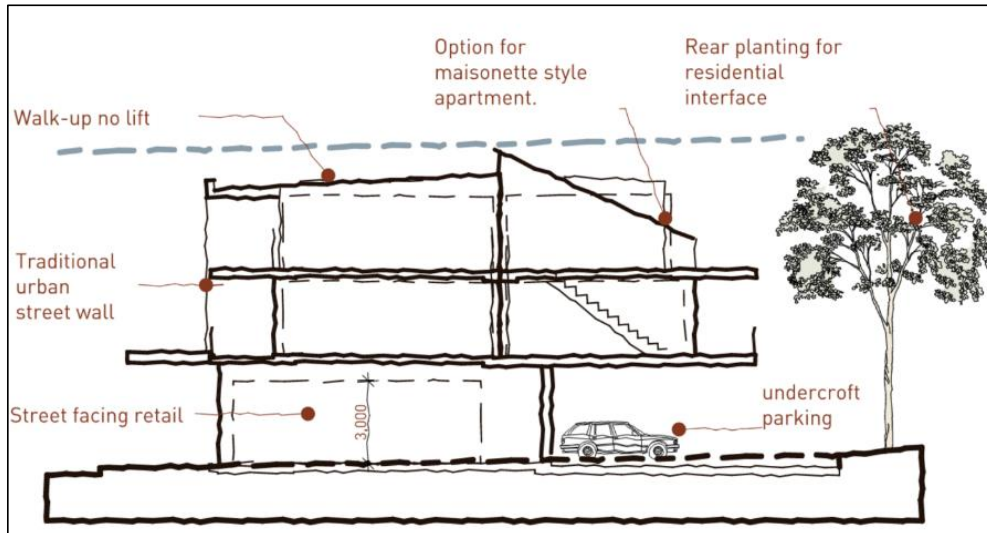 Option for
maisonette style
apartment.
Rear planting for
residential
interface
Walk-up no lift
Traditional
urban
street wall
Street facing retail
3,000
undercroft
parking